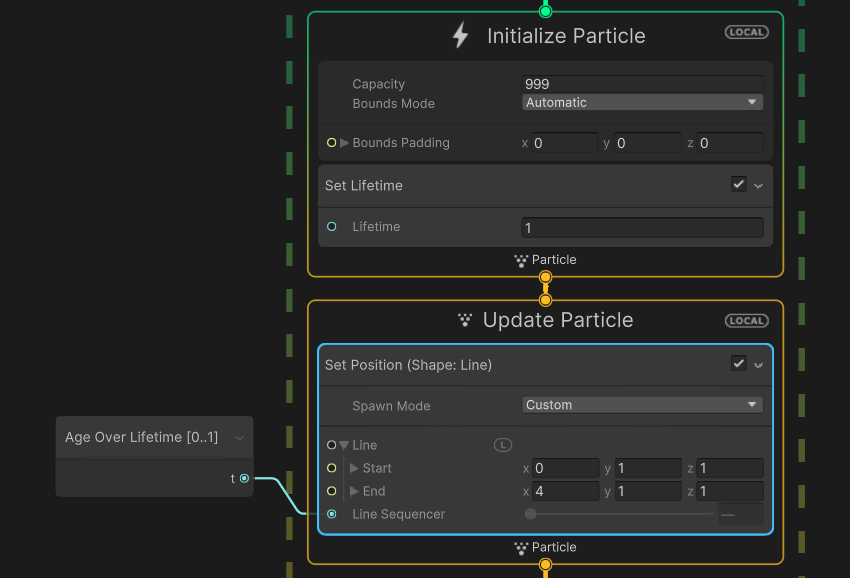 Initialize Particle LOCAL
Capacity 999
Bounds Mode Automatic
Bounds Padding x 0 y 0 z 0
Set Lifetime
Lifetime 1
Particle
Update Particle LOCAL
Set Position (Shape: Line)
Spawn Mode Custom
Line L
Start x 0 y 1 z 1
End x 4 y 1 z 1
Line Sequencer —
Particle
Age Over Lifetime [0..1]
t